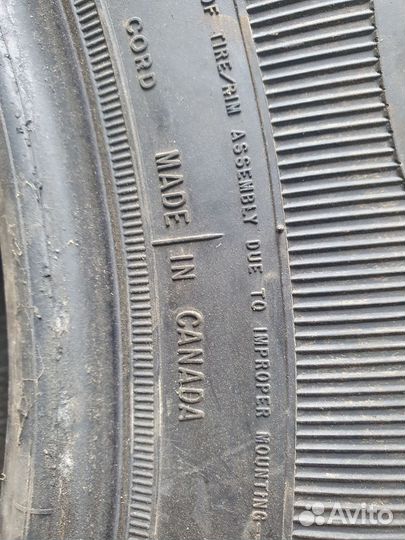 OF TIRE/RIM ASSEMBLY DUE TO IMPROPER MOUNTING
CORD
MADE IN CANADA
Avito